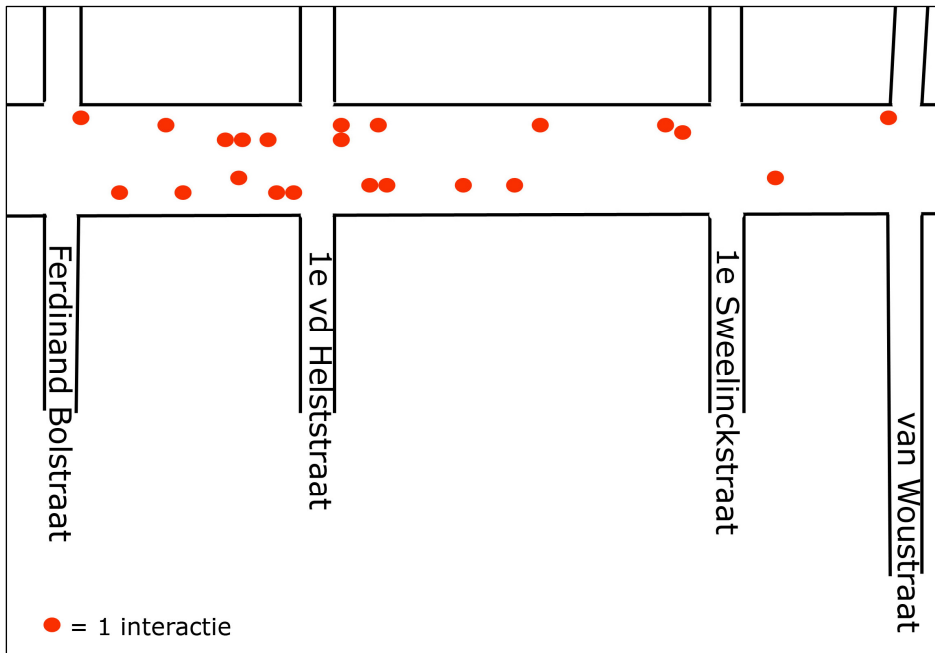 Ferdinand Bolstraat
1e vd Helststraat
1e Sweelinckstraat
van Woustraat
= 1 interactie